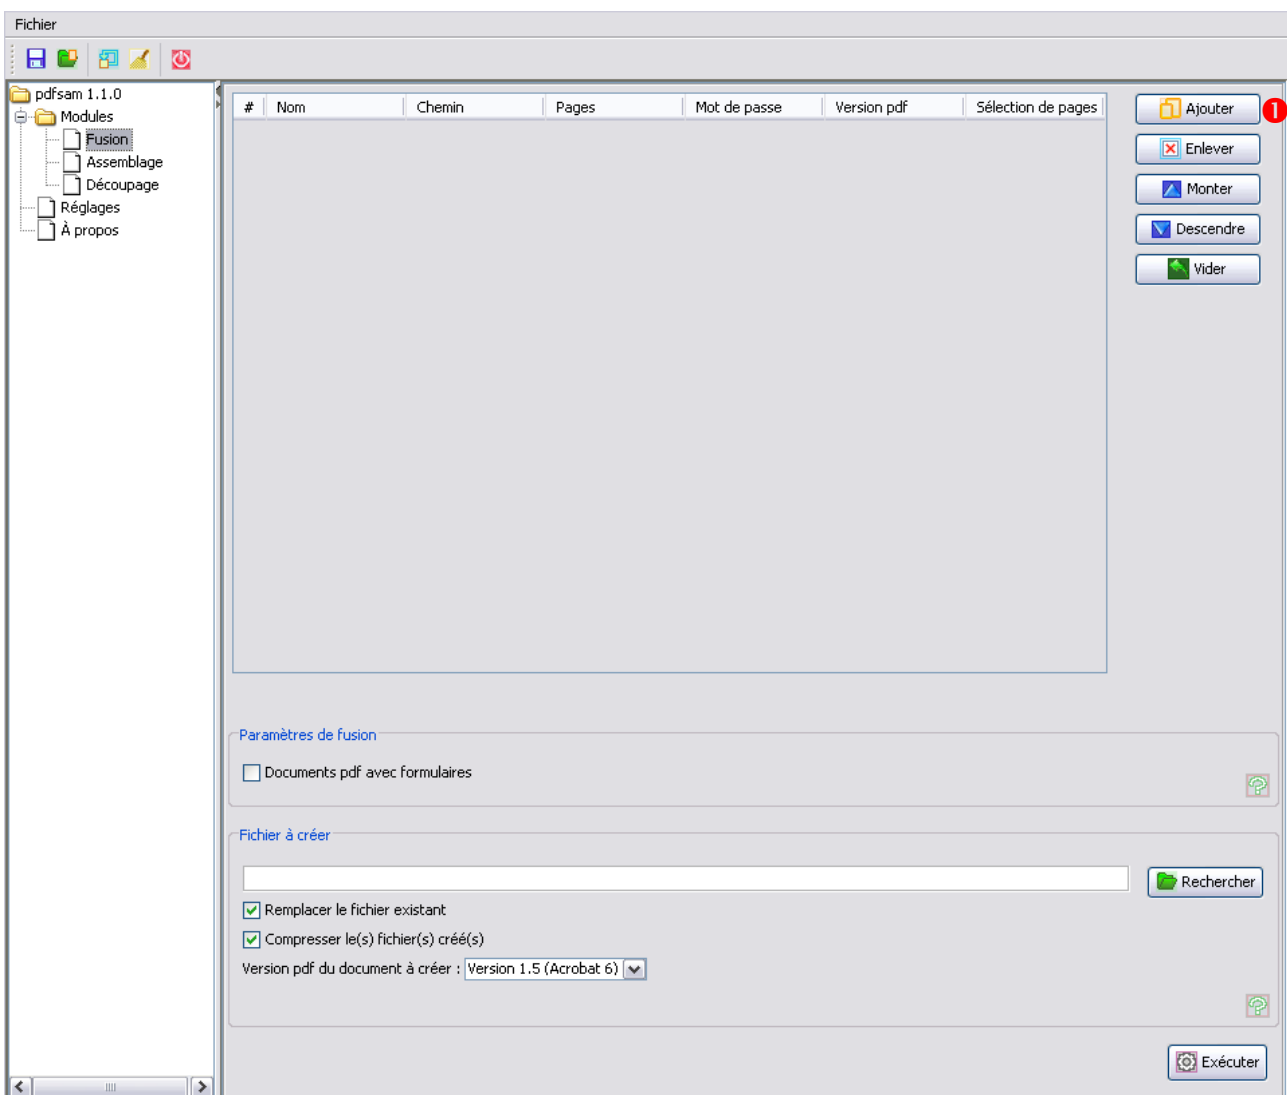 Fichier
pdfsam 1.1.0
Modules
Fusion
Assemblage
Découpage
Réglages
À propos
# Nom Chemin Pages Mot de passe Version pdf Sélection de pages
Ajouter 1
Enlever
Monter
Descendre
Vider
Paramètres de fusion
Documents pdf avec formulaires
Fichier à créer
Rechercher
Remplacer le fichier existant
Compresser le(s) fichier(s) créé(s)
Version pdf du document à créer : Version 1.5 (Acrobat 6)
Exécuter